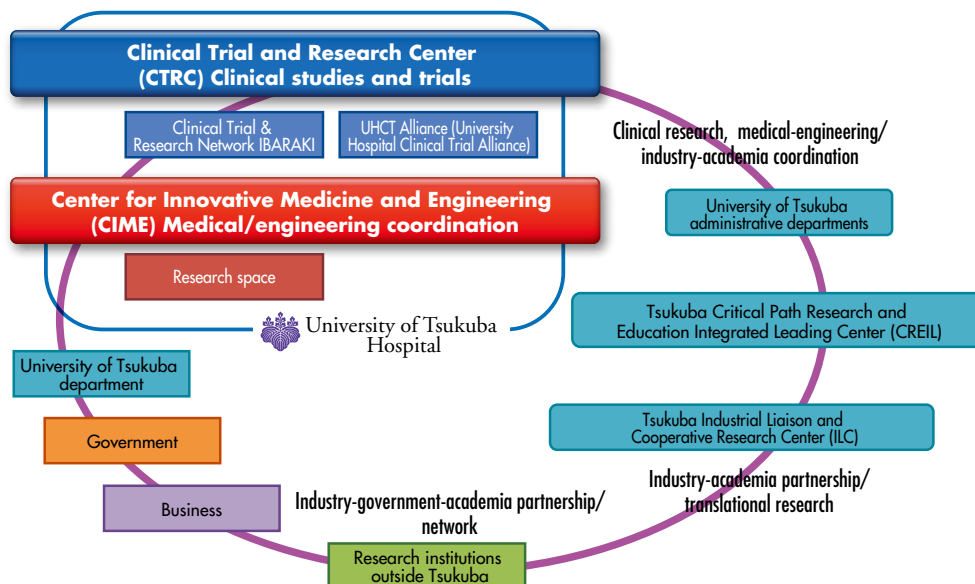 Clinical Trial and Research Center
(CTRC) Clinical studies and trials
Clinical Trial &
Research Network IBARAKI
UHCT Alliance (University
Hospital Clinical Trial Alliance)
Clinical research, medical-engineering/
industry-academia coordination
Center for Innovative Medicine and Engineering
(CIME) Medical/engineering coordination
University of Tsukuba
administrative departments
Research space
Tsukuba Critical Path Research and
Education Integrated Leading Center (CREIL)
University of Tsukuba
Hospital
University of Tsukuba
department
Tsukuba Industrial Liaison and
Cooperative Research Center (ILC)
Government
Industry-academia partnership/
translational research
Business
Industry-government-academia partnership/
network
Research institutions
outside Tsukuba